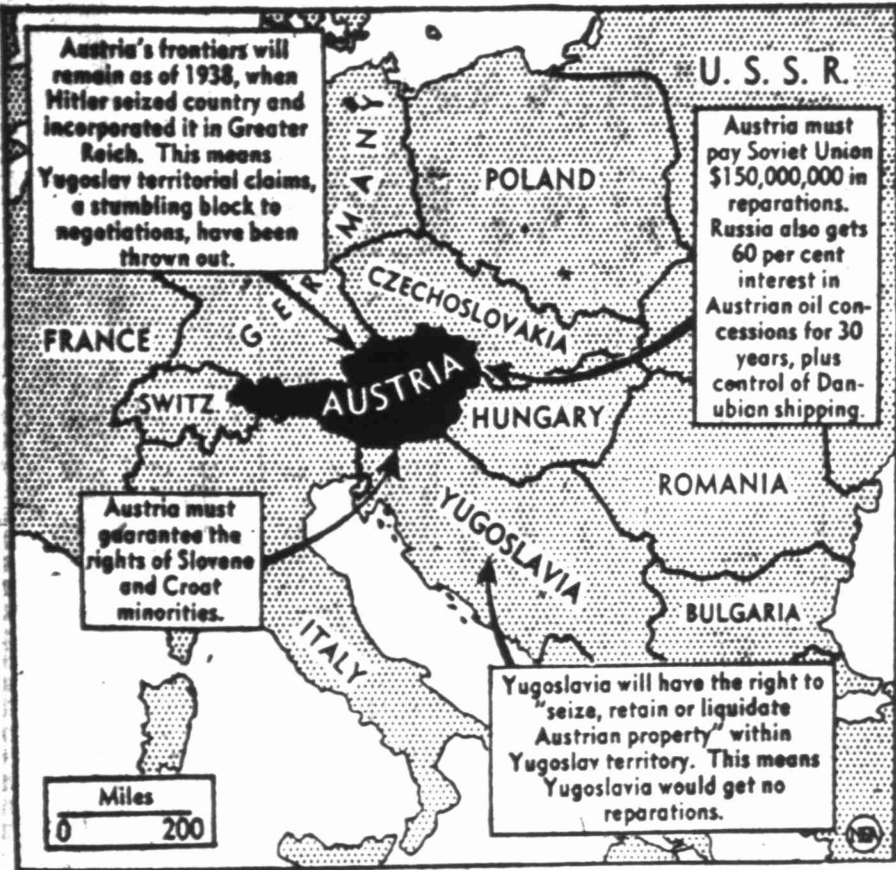 Austria's frontiers will
remain as of 1938, when
Hitler seized country and
incorporated it in Greater
Reich. This means
Yugoslav territorial claims,
a stumbling block to
negotiations, have been
thrown out.
U. S. S. R.
Austria must
pay Soviet Union
$150,000,000 in
reparations.
Russia also gets
60 per cent
interest in
Austrian oil con-
cessions for 30
years, plus
control of Dan-
ubian shipping.
GERMANY
POLAND
CZECHOSLOVAKIA
FRANCE
SWITZ.
AUSTRIA
HUNGARY
ROMANIA
YUGOSLAVIA
BULGARIA
ITALY
Austria must
guarantee the
rights of Slovene
and Croat
minorities.
Yugoslavia will have the right to
"seize, retain or liquidate
Austrian property" within
Yugoslav territory. This means
Yugoslavia would get no
reparations.
Miles
0 200
NEA